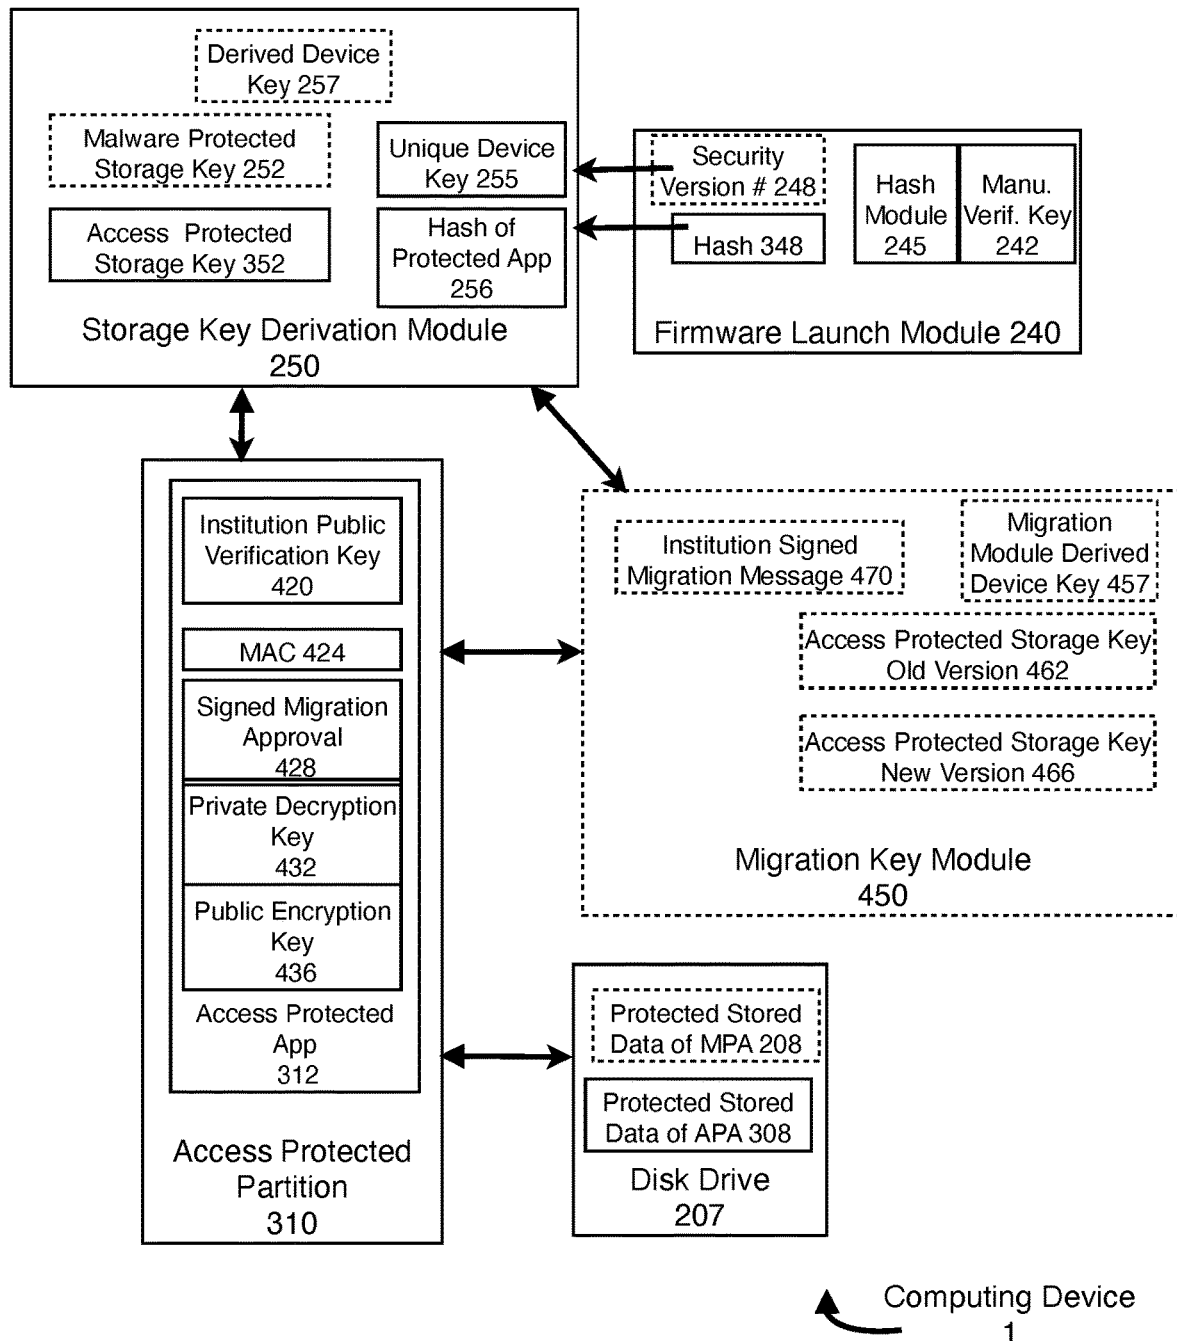 Derived Device
Key 257
Malware Protected
Storage Key 252
Access Protected
Storage Key 352
Unique Device
Key 255
Hash of
Protected App
256
Storage Key Derivation Module
250
Security
Version # 248
Hash 348
Hash
Module
245
Manu.
Verif. Key
242
Firmware Launch Module 240
Institution Public
Verification Key
420
MAC 424
Signed Migration
Approval
428
Private Decryption
Key
432
Public Encryption
Key
436
Access Protected
App
312
Access Protected
Partition
310
Institution Signed
Migration Message 470
Migration
Module Derived
Device Key 457
Access Protected Storage Key
Old Version 462
Access Protected Storage Key
New Version 466
Migration Key Module
450
Protected Stored
Data of MPA 208
Protected Stored
Data of APA 308
Disk Drive
207
Computing Device
1